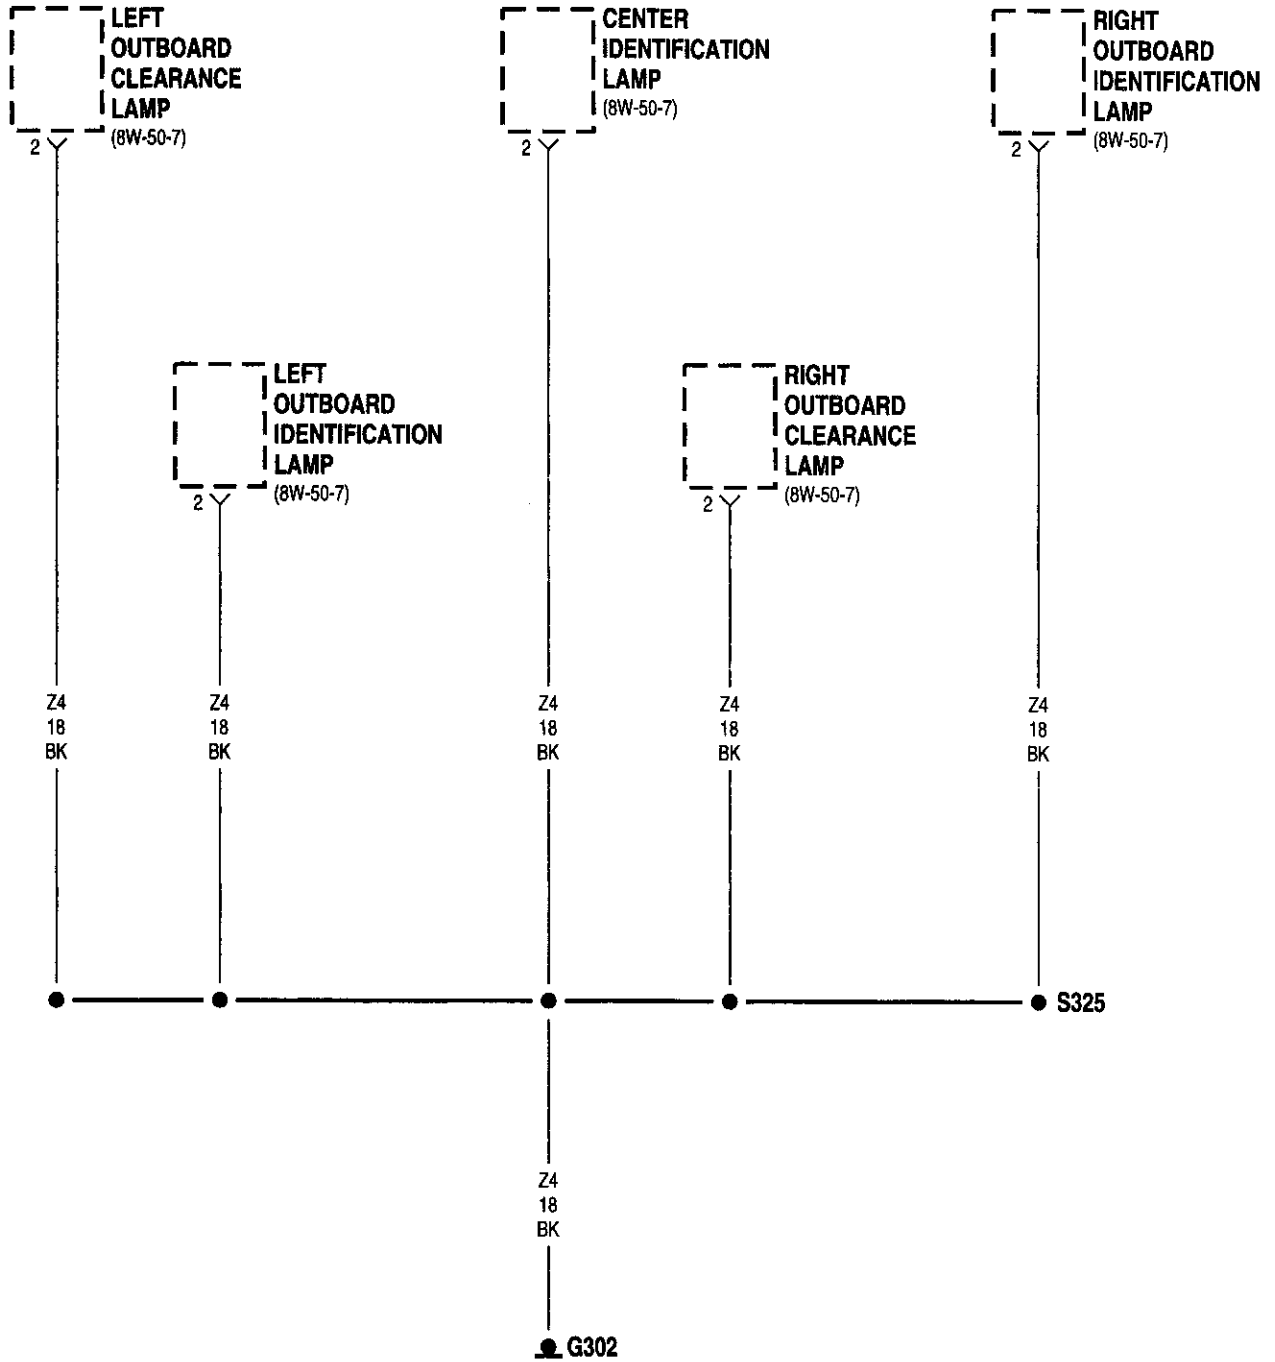 LEFT
OUTBOARD
CLEARANCE
LAMP
(8W-50-7)
2
CENTER
IDENTIFICATION
LAMP
(8W-50-7)
2
RIGHT
OUTBOARD
IDENTIFICATION
LAMP
(8W-50-7)
2
LEFT
OUTBOARD
IDENTIFICATION
LAMP
(8W-50-7)
2
RIGHT
OUTBOARD
CLEARANCE
LAMP
(8W-50-7)
2
Z4
18
BK
Z4
18
BK
Z4
18
BK
Z4
18
BK
Z4
18
BK
S325
Z4
18
BK
G302